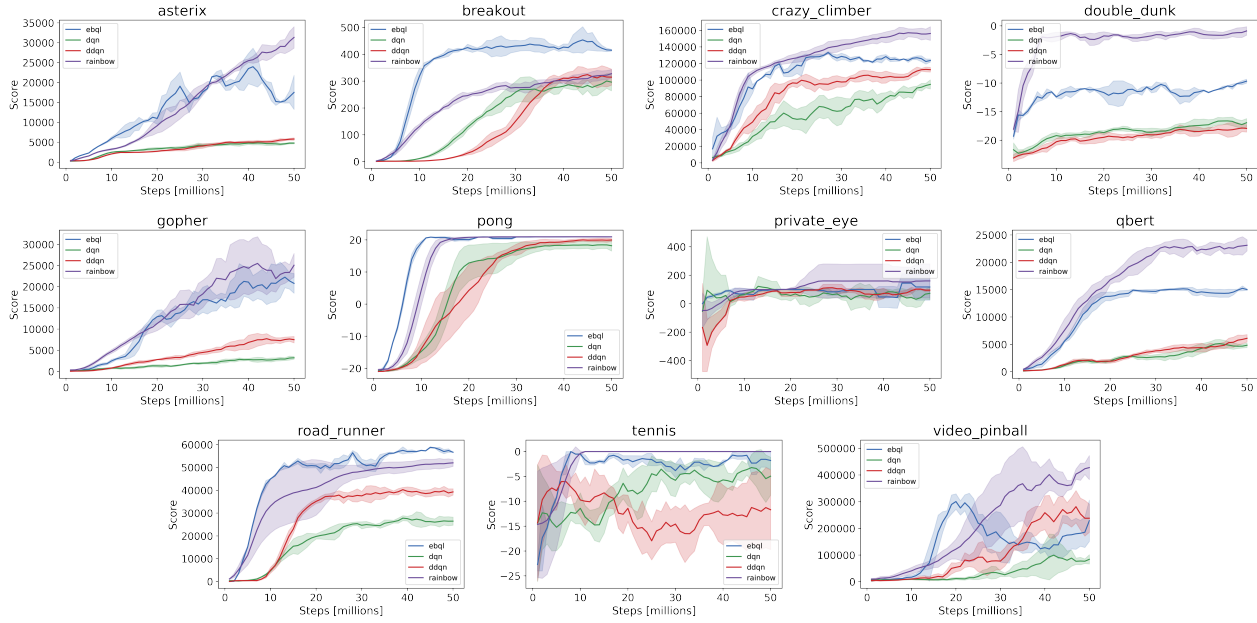 asterix
35000
30000
25000
20000
15000
10000
5000
0
Score
ebql
dqn
ddqn
rainbow
0 10 20 30 40 50
Steps [millions]
breakout
500
400
300
200
100
0
Score
ebql
dqn
ddqn
rainbow
0 10 20 30 40 50
Steps [millions]
crazy_climber
160000
140000
120000
100000
80000
60000
40000
20000
0
Score
ebql
dqn
ddqn
rainbow
0 10 20 30 40 50
Steps [millions]
double_dunk
0
−5
−10
−15
−20
Score
ebql
dqn
ddqn
rainbow
0 10 20 30 40 50
Steps [millions]
gopher
30000
25000
20000
15000
10000
5000
0
Score
ebql
dqn
ddqn
rainbow
0 10 20 30 40 50
Steps [millions]
pong
20
10
0
−10
−20
Score
ebql
dqn
ddqn
rainbow
0 10 20 30 40 50
Steps [millions]
private_eye
400
200
0
−200
−400
Score
ebql
dqn
ddqn
rainbow
0 10 20 30 40 50
Steps [millions]
qbert
25000
20000
15000
10000
5000
0
Score
ebql
dqn
ddqn
rainbow
0 10 20 30 40 50
Steps [millions]
road_runner
60000
50000
40000
30000
20000
10000
0
Score
ebql
dqn
ddqn
rainbow
0 10 20 30 40 50
Steps [millions]
tennis
0
−5
−10
−15
−20
−25
Score
ebql
dqn
ddqn
rainbow
0 10 20 30 40 50
Steps [millions]
video_pinball
500000
400000
300000
200000
100000
0
Score
ebql
dqn
ddqn
rainbow
0 10 20 30 40 50
Steps [millions]